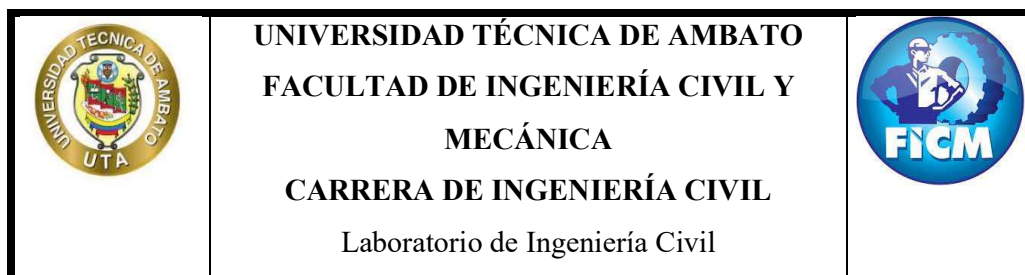 UNIVERSIDAD TÉCNICA DE AMBATO
UTA
UNIVERSIDAD TÉCNICA DE AMBATO
FACULTAD DE INGENIERÍA CIVIL Y
MECÁNICA
CARRERA DE INGENIERÍA CIVIL
Laboratorio de Ingeniería Civil
FICM